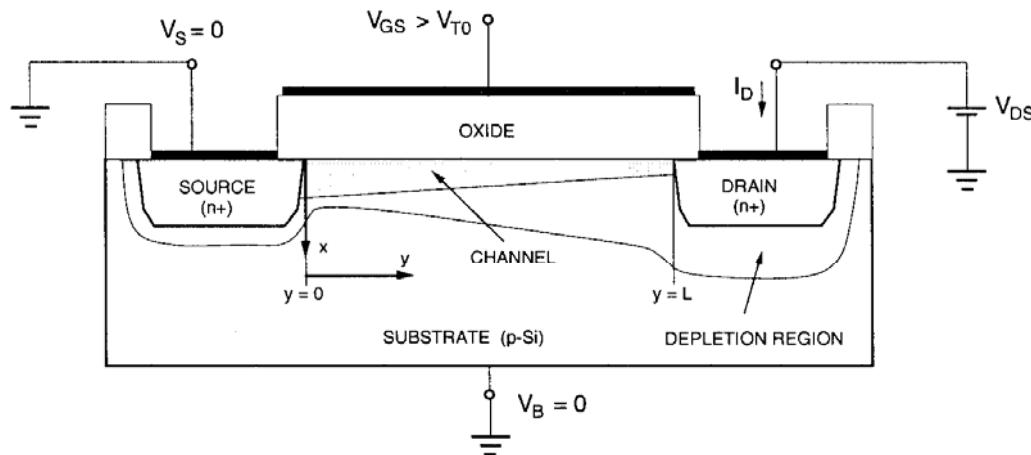 V_S = 0
V_GS > V_T0
I_D
V_DS
OXIDE
SOURCE
(n+)
DRAIN
(n+)
x
y
CHANNEL
y = 0
y = L
SUBSTRATE (p-Si)
DEPLETION REGION
V_B = 0